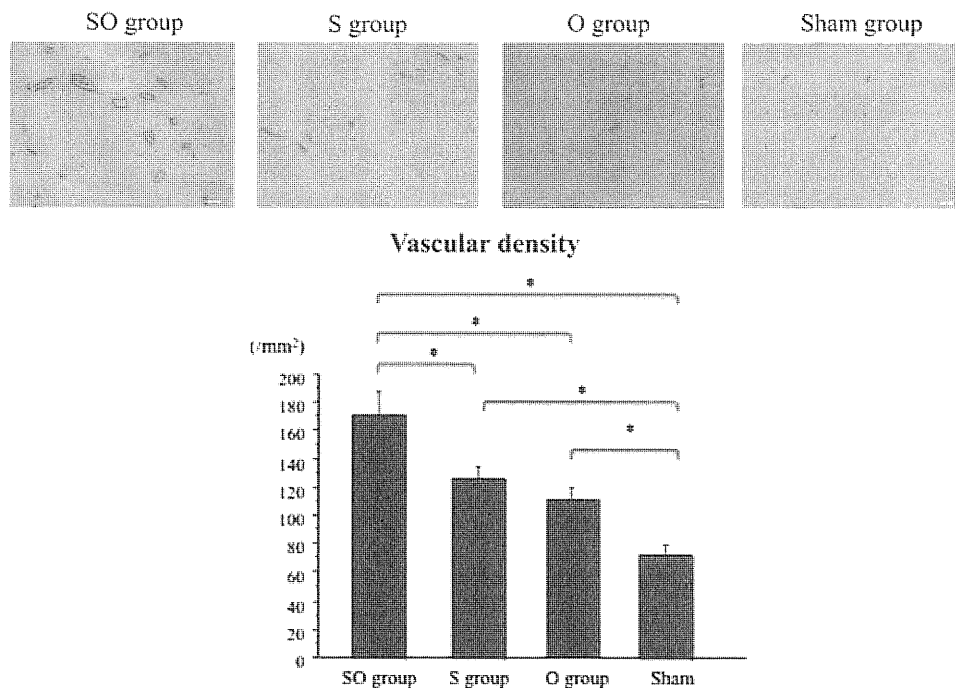 SO group
S group
O group
Sham group
Vascular density
*
*
(/mm²)
*
*
*
200
180
160
140
120
100
80
60
40
20
0
SO group
S group
O group
Sham